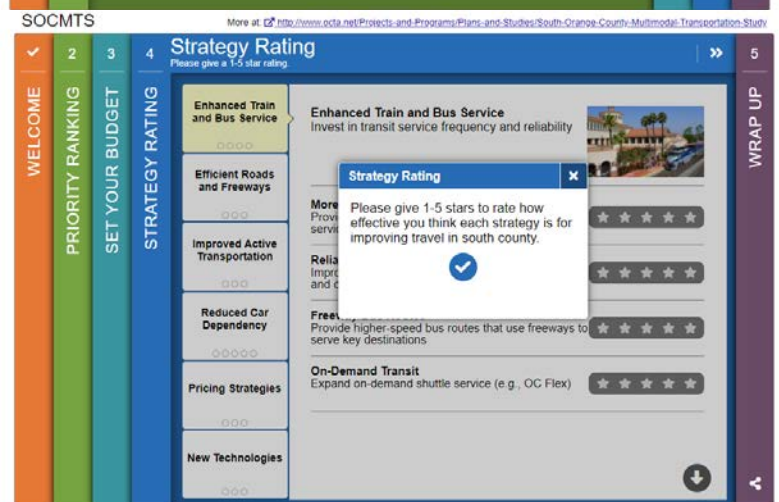 SOCMTS
More at: http://www.octa.net/Projects-and-Programs/Plans-and-Studies/South-Orange-County-Multimodal-Transportation-Study
WELCOME
2
PRIORITY RANKING
3
SET YOUR BUDGET
4
STRATEGY RATING
Strategy Rating
Please give a 1-5 star rating.
»
5
WRAP UP
Enhanced Train
and Bus Service
Efficient Roads
and Freeways
Improved Active
Transportation
Reduced Car
Dependency
Pricing Strategies
New Technologies
Enhanced Train and Bus Service
Invest in transit service frequency and reliability
Strategy Rating
Please give 1-5 stars to rate how
effective you think each strategy is for
improving travel in south county.
More
Provide higher-speed bus routes that use freeways to
serve key destinations
On-Demand Transit
Expand on-demand shuttle service (e.g., OC Flex)